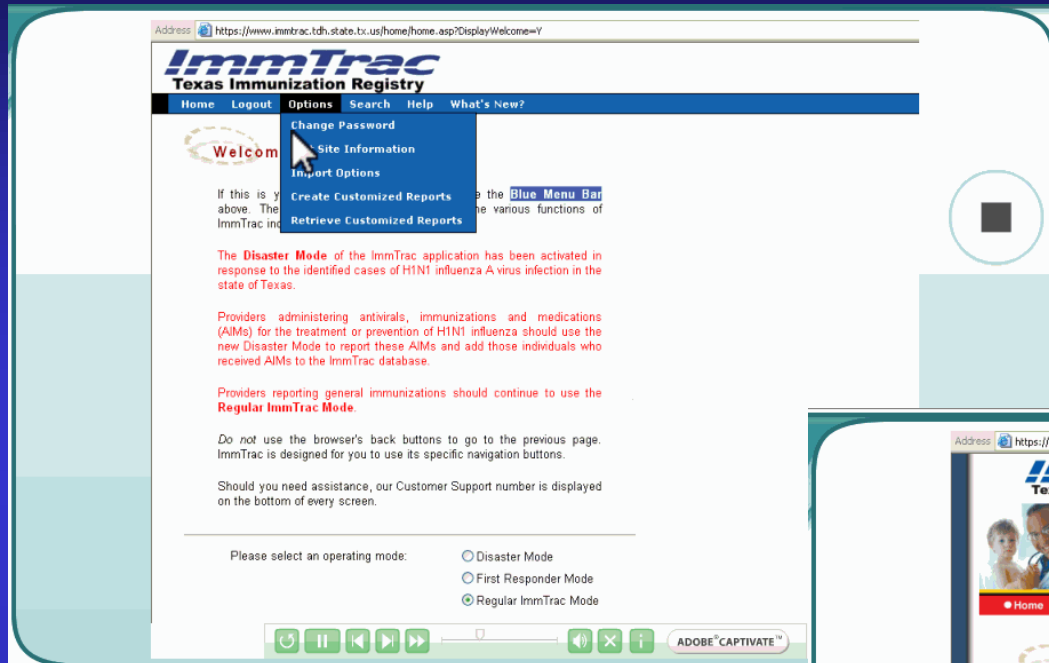 Address https://www.immtrac.tdh.state.tx.us/home/home.asp?DisplayWelcome=Y
ImmTrac
Texas Immunization Registry
Home Logout Options Search Help What's New?
Change Password
Site Information
Import Options
Create Customized Reports
Retrieve Customized Reports
Welcom
If this is y e the Blue Menu Bar
above. The ne various functions of
ImmTrac inc
The Disaster Mode of the ImmTrac application has been activated in
response to the identified cases of H1N1 influenza A virus infection in the
state of Texas.
Providers administering antivirals, immunizations and medications
(AIMs) for the treatment or prevention of H1N1 influenza should use the
new Disaster Mode to report these AIMs and add those individuals who
received AIMs to the ImmTrac database.
Providers reporting general immunizations should continue to use the
Regular ImmTrac Mode.
Do not use the browser's back buttons to go to the previous page.
ImmTrac is designed for you to use its specific navigation buttons.
Should you need assistance, our Customer Support number is displayed
on the bottom of every screen.
Please select an operating mode:
Disaster Mode
First Responder Mode
Regular ImmTrac Mode
ADOBE® CAPTIVATE™
Address https://
Te
Home